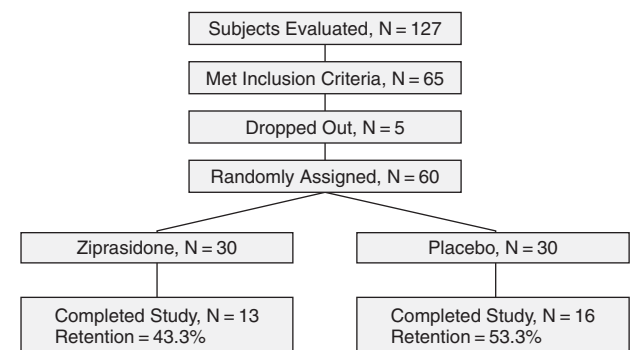 Subjects Evaluated, N = 127
Met Inclusion Criteria, N = 65
Dropped Out, N = 5
Randomly Assigned, N = 60
Ziprasidone, N = 30
Placebo, N = 30
Completed Study, N = 13
Retention = 43.3%
Completed Study, N = 16
Retention = 53.3%